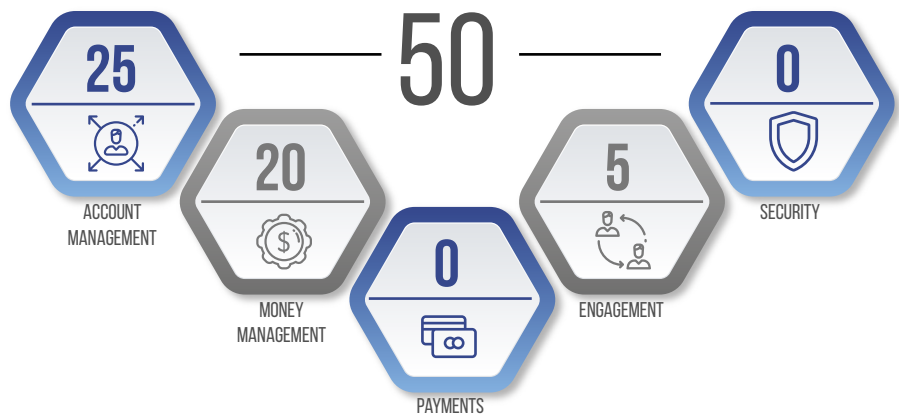 50
25
ACCOUNT
MANAGEMENT
20
$
MONEY
MANAGEMENT
0
PAYMENTS
5
ENGAGEMENT
0
SECURITY